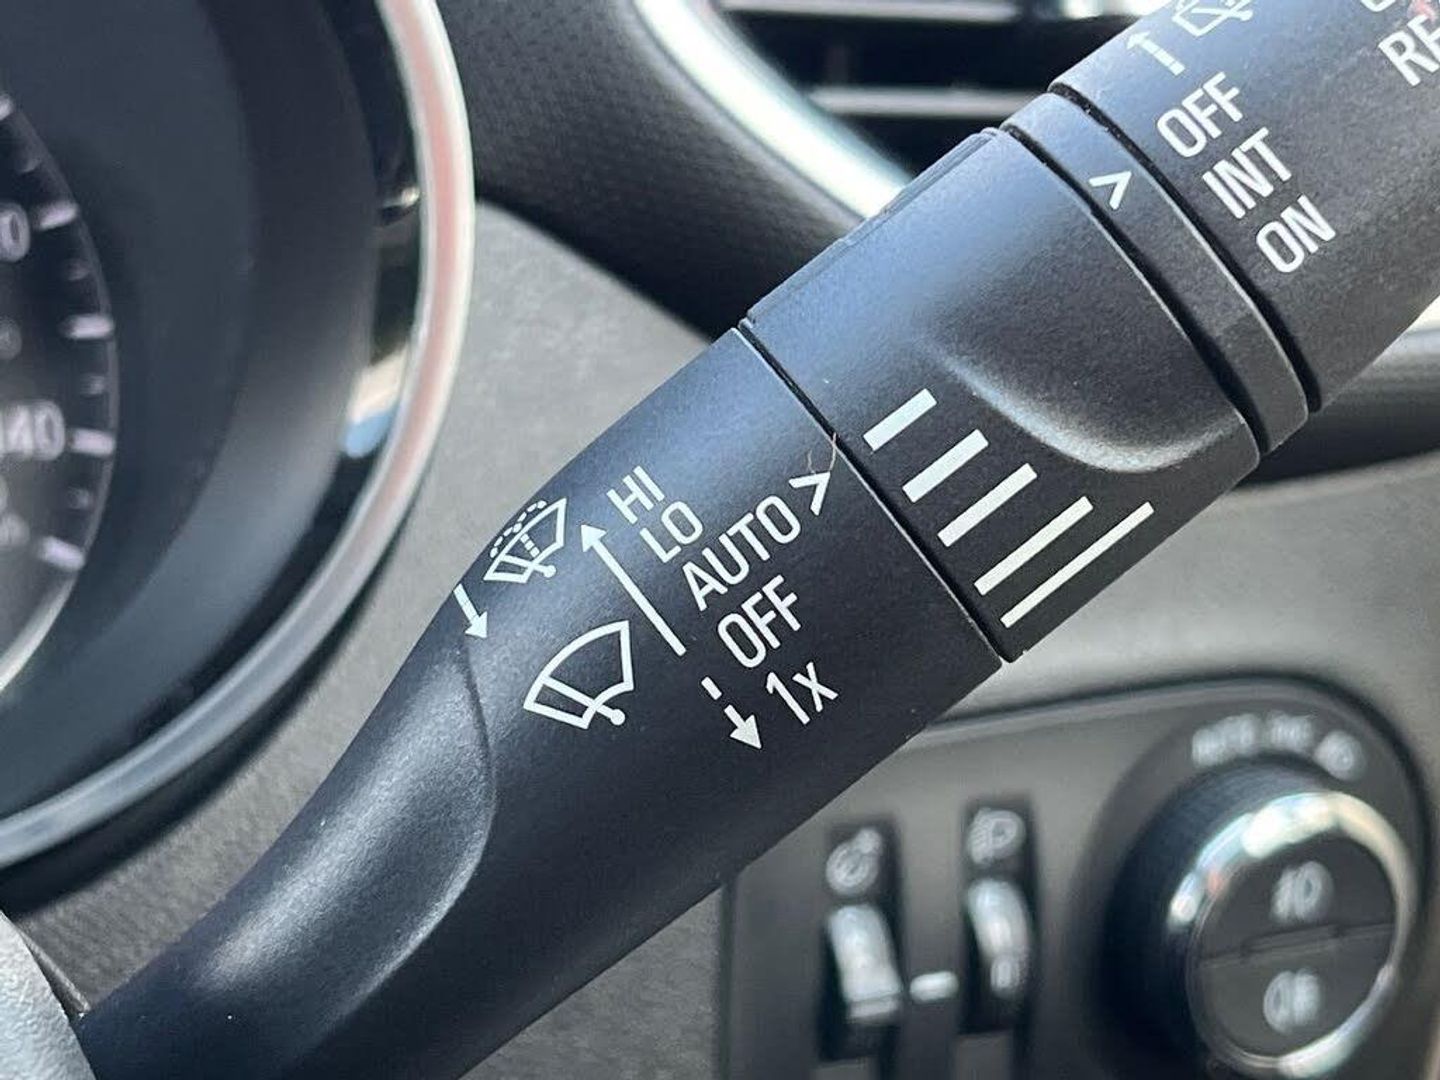 OFF
INT
ON
HI
LO
AUTO >
OFF
1x